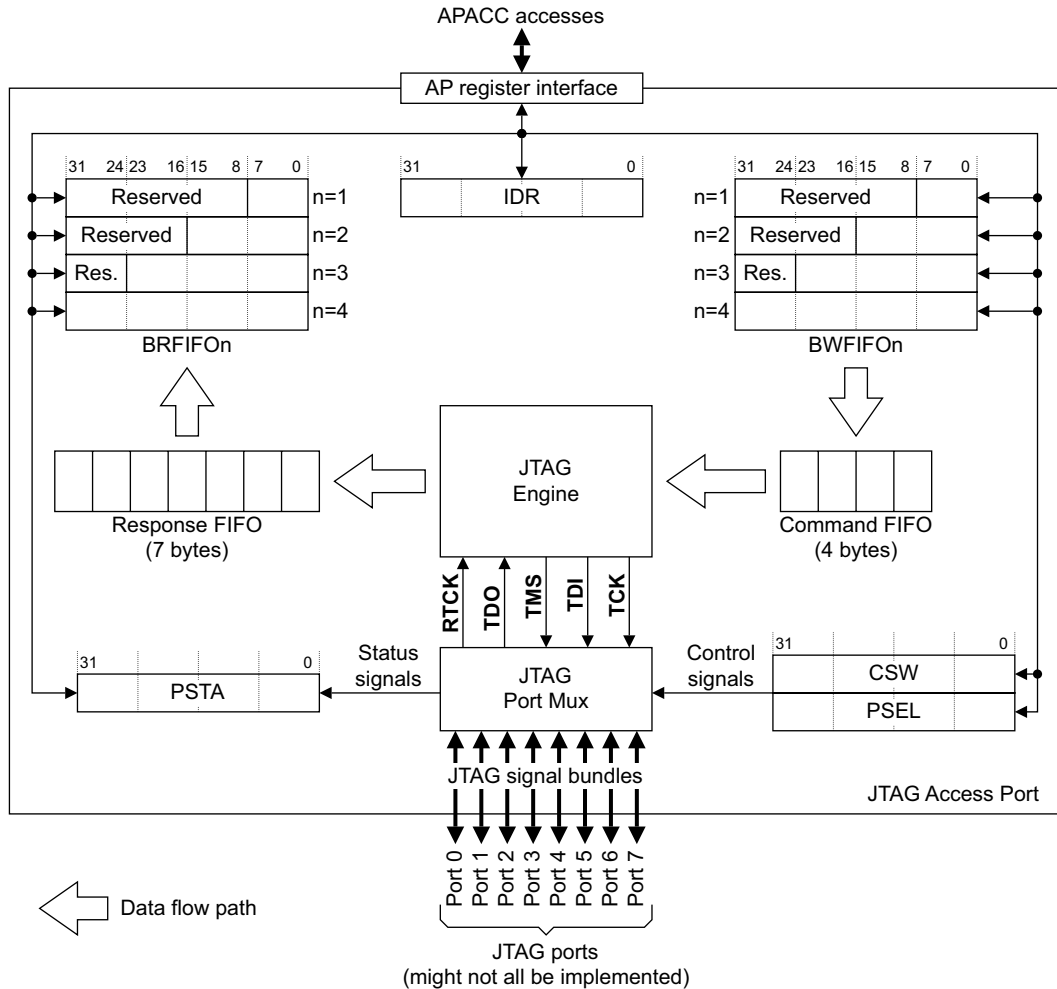 APACC accesses
AP register interface
31 24 23 16 15 8 7 0
31 0
31 24 23 16 15 8 7 0
Reserved n=1
IDR
n=1 Reserved
Reserved n=2
n=2 Reserved
Res. n=3
n=3 Res.
n=4
n=4
BRFIFOn
BWFIFOn
JTAG
Engine
Response FIFO
(7 bytes)
Command FIFO
(4 bytes)
RTCK
TDO
TMS
TDI
TCK
31 0
PSTA
Status
signals
JTAG
Port Mux
Control
signals
31 0
CSW
PSEL
JTAG signal bundles
JTAG Access Port
Port 0
Port 1
Port 2
Port 3
Port 4
Port 5
Port 6
Port 7
Data flow path
JTAG ports
(might not all be implemented)